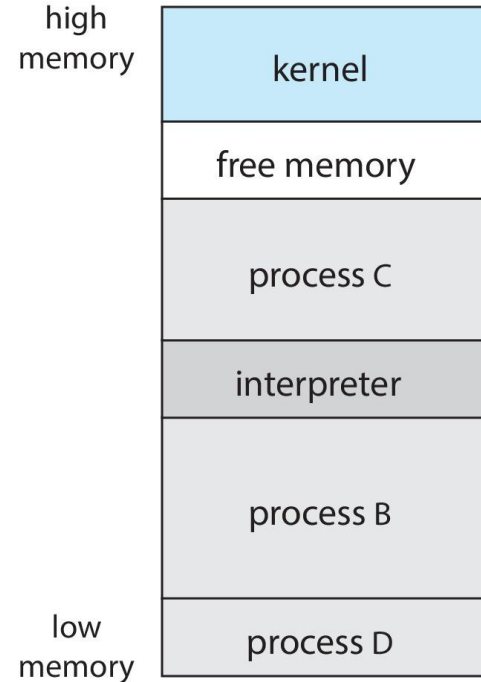 high
memory
kernel
free memory
process C
interpreter
process B
low
memory
process D